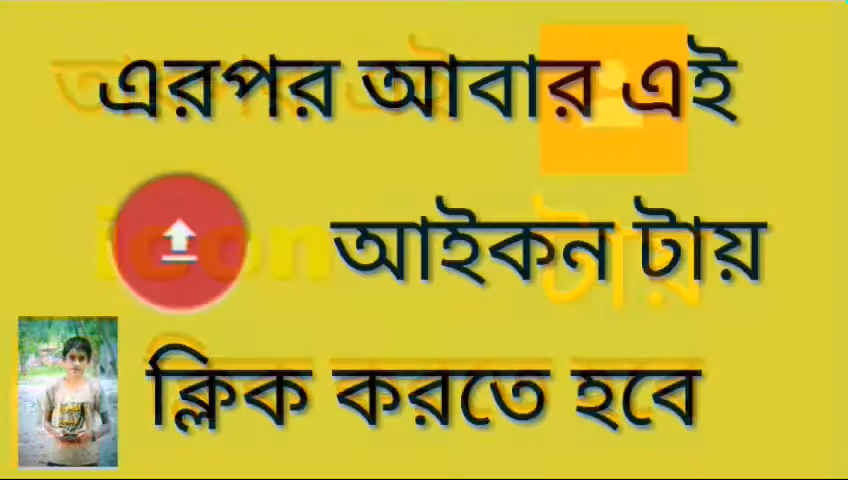 এরপর আবার এই
আইকন টায়
ক্লিক করতে হবে